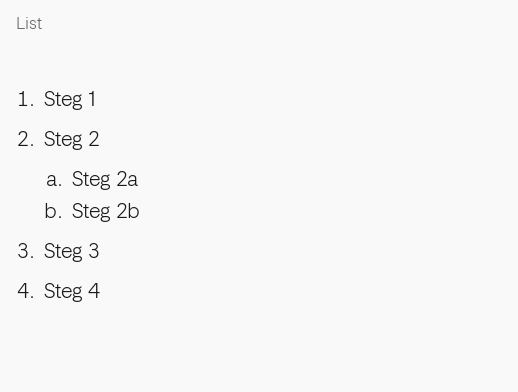 List
1. Steg 1
2. Steg 2
a. Steg 2a
b. Steg 2b
3. Steg 3
4. Steg 4